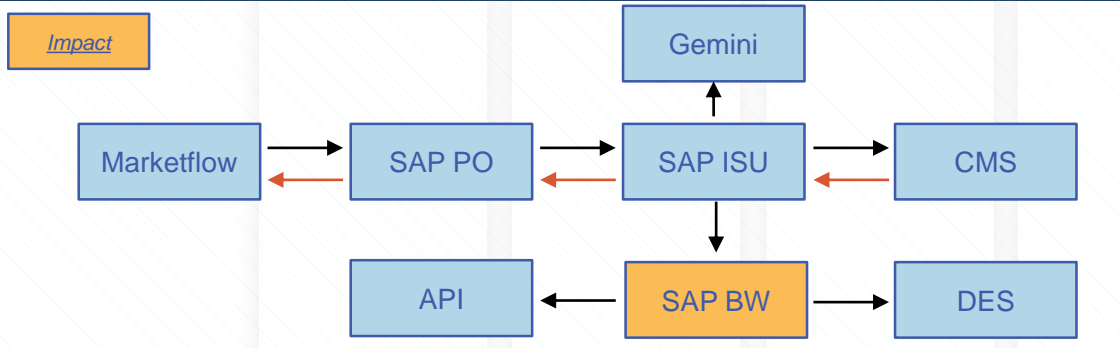 Impact
Gemini
Marketflow
SAP PO
SAP ISU
CMS
API
SAP BW
DES